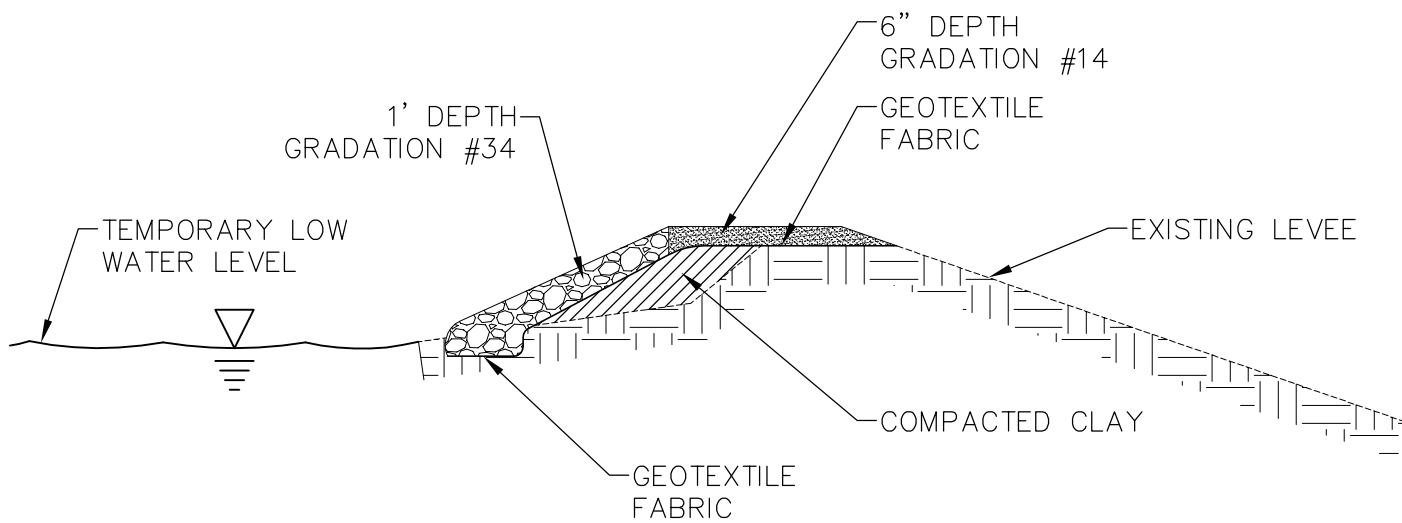 6” DEPTH
GRADATION #14
GEOTEXTILE
FABRIC
1’ DEPTH
GRADATION #34
TEMPORARY LOW
WATER LEVEL
EXISTING LEVEE
COMPACTED CLAY
GEOTEXTILE
FABRIC